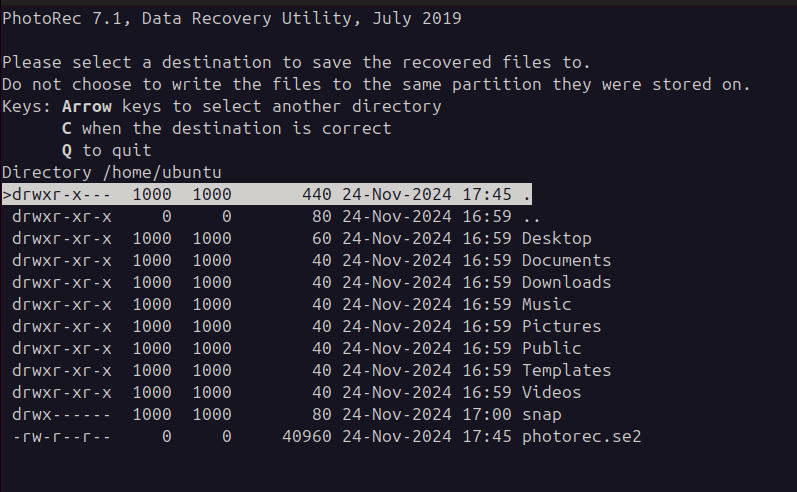 PhotoRec 7.1, Data Recovery Utility, July 2019
Please select a destination to save the recovered files to.
Do not choose to write the files to the same partition they were stored on.
Keys: Arrow keys to select another directory
C when the destination is correct
Q to quit
Directory /home/ubuntu
>drwxr-x---  1000  1000       440 24-Nov-2024 17:45 .
drwxr-xr-x     0     0        80 24-Nov-2024 16:59 ..
drwxr-xr-x  1000  1000        60 24-Nov-2024 16:59 Desktop
drwxr-xr-x  1000  1000        40 24-Nov-2024 16:59 Documents
drwxr-xr-x  1000  1000        40 24-Nov-2024 16:59 Downloads
drwxr-xr-x  1000  1000        40 24-Nov-2024 16:59 Music
drwxr-xr-x  1000  1000        40 24-Nov-2024 16:59 Pictures
drwxr-xr-x  1000  1000        40 24-Nov-2024 16:59 Public
drwxr-xr-x  1000  1000        40 24-Nov-2024 16:59 Templates
drwxr-xr-x  1000  1000        40 24-Nov-2024 16:59 Videos
drwx------  1000  1000        80 24-Nov-2024 17:00 snap
-rw-r--r--     0     0     40960 24-Nov-2024 17:45 photorec.se2